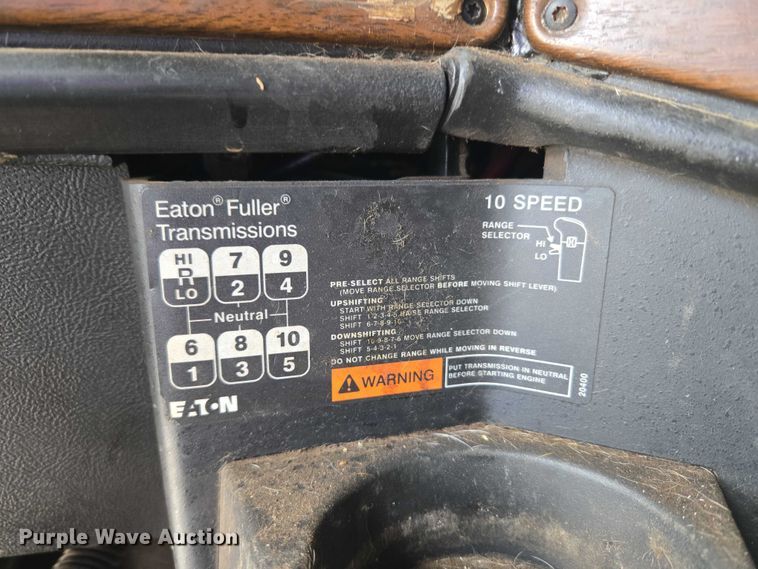 Eaton® Fuller®
Transmissions
10 SPEED
RANGE
SELECTOR
HI
LO
HI
R
LO
7
2
9
4
Neutral
6
1
8
3
10
5
PRE-SELECT ALL RANGE SHIFTS
(MOVE RANGE SELECTOR BEFORE MOVING SHIFT LEVER)
UPSHIFTING
START WITH RANGE SELECTOR DOWN
SHIFT 1-2-3-4-5 RAISE RANGE SELECTOR
SHIFT 6-7-8-9-10
DOWNSHIFTING
SHIFT 10-9-8-7-6 MOVE RANGE SELECTOR DOWN
SHIFT 5-4-3-2-1
DO NOT CHANGE RANGE WHILE MOVING IN REVERSE
WARNING
PUT TRANSMISSION IN NEUTRAL
BEFORE STARTING ENGINE
20400
EATON
Purple Wave Auction